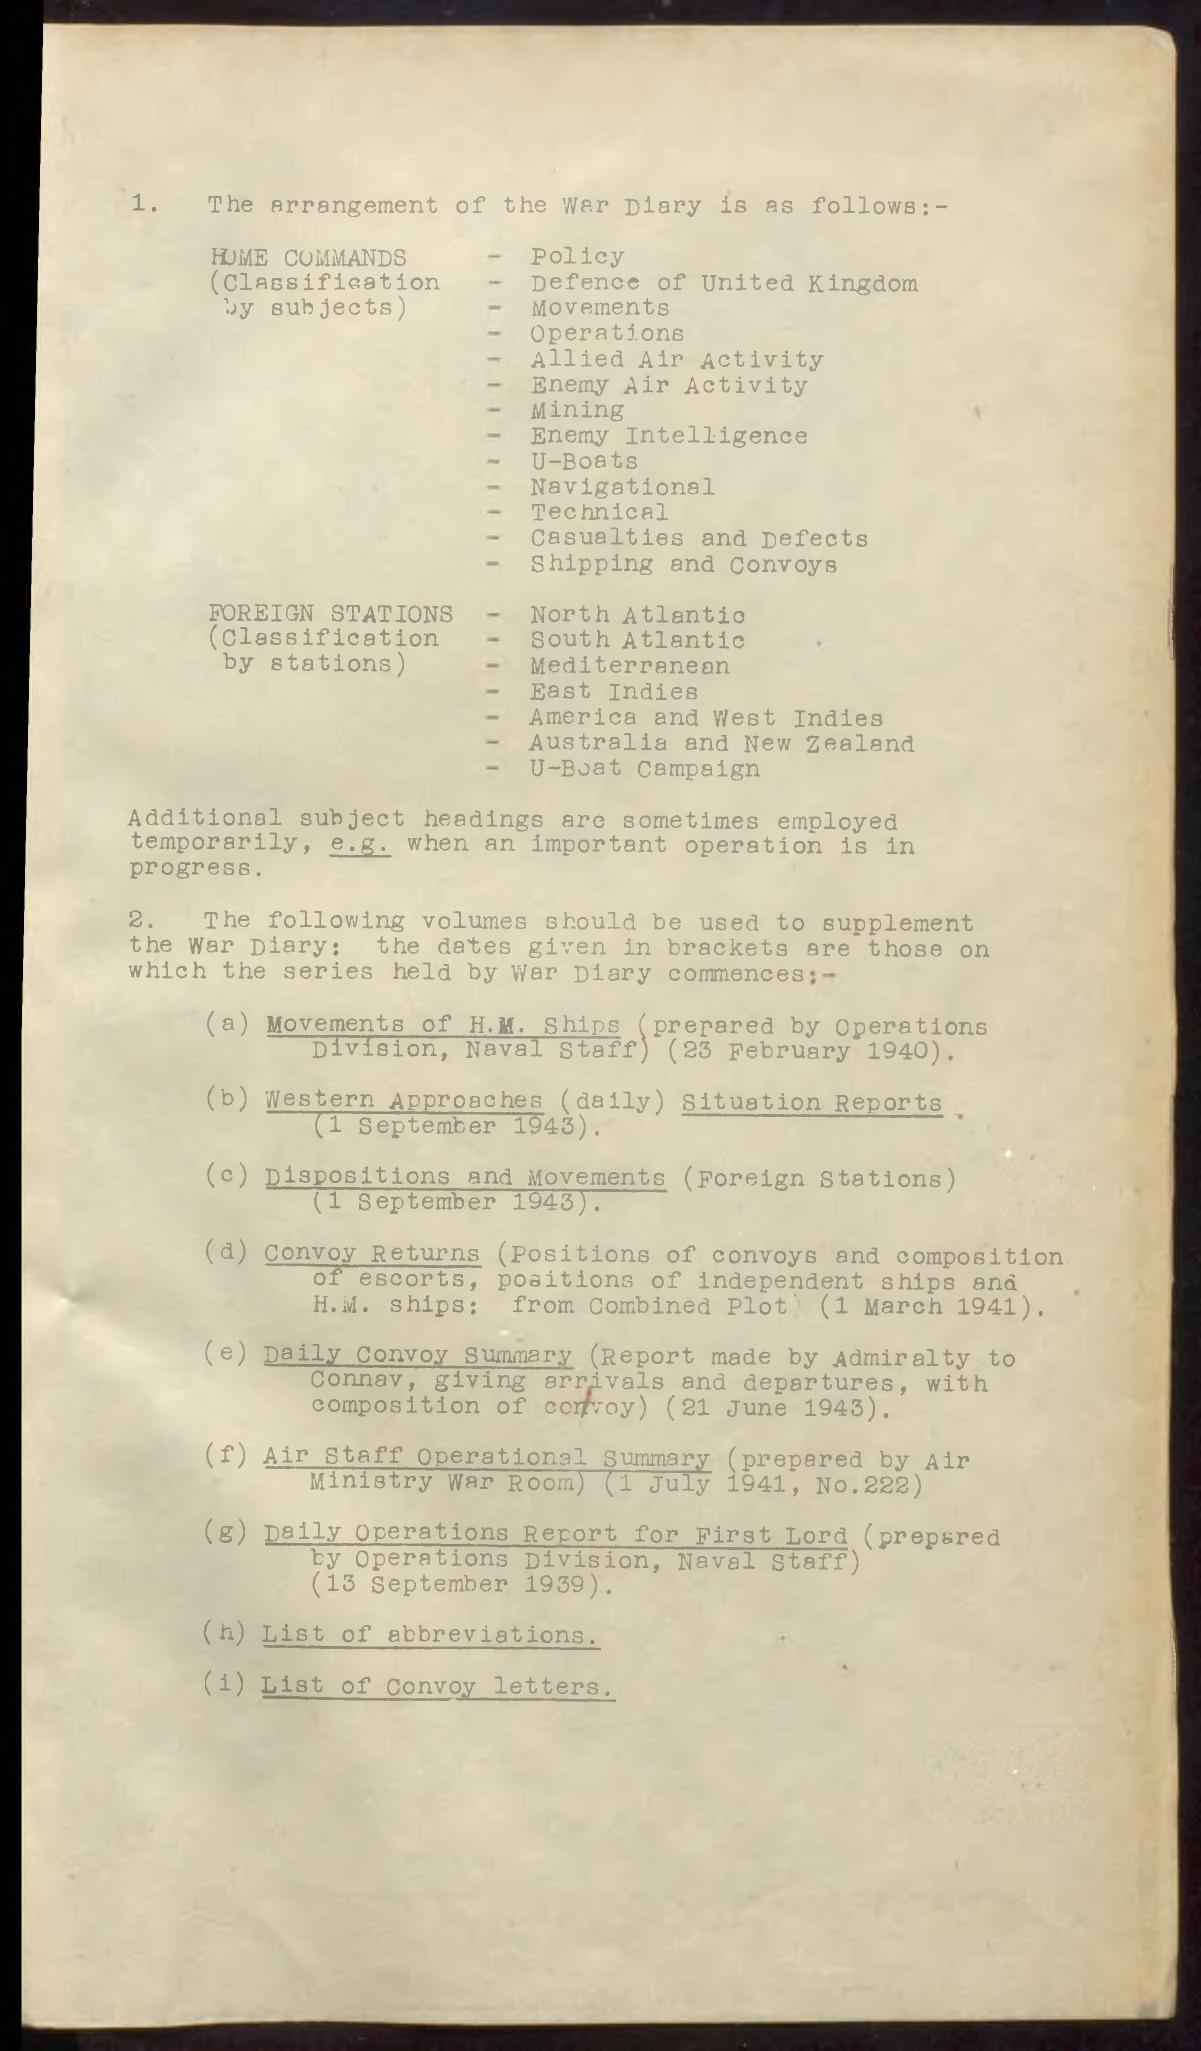 1. The arrangement of the War Diary is as follows:-
HOME COMMANDS - Policy
(Classification - Defence of United Kingdom
by subjects) - Movements
- Operations
- Allied Air Activity
- Enemy Air Activity
- Mining
- Enemy Intelligence
- U-Boats
- Navigational
- Technical
- Casualties and Defects
- Shipping and Convoys
FOREIGN STATIONS - North Atlantic
(Classification - South Atlantic
by stations) - Mediterranean
- East Indies
- America and West Indies
- Australia and New Zealand
- U-Boat Campaign
Additional subject headings are sometimes employed
temporarily, e.g. when an important operation is in
progress.
2. The following volumes should be used to supplement
the War Diary: the dates given in brackets are those on
which the series held by War Diary commences:-
(a) Movements of H.M. Ships (prepared by Operations
Division, Naval Staff) (23 February 1940).
(b) Western Approaches (daily) Situation Reports
(1 September 1943).
(c) Dispositions and Movements (Foreign Stations)
(1 September 1943).
(d) Convoy Returns (Positions of convoys and composition
of escorts, positions of independent ships and
H.M. ships: from Combined Plot) (1 March 1941).
(e) Daily Convoy Summary (Report made by Admiralty to
Connav, giving arrivals and departures, with
composition of convoy) (21 June 1943).
(f) Air Staff Operational Summary (prepared by Air
Ministry War Room) (1 July 1941, No.222)
(g) Daily Operations Report for First Lord (prepared
by Operations Division, Naval Staff)
(13 September 1939).
(h) List of abbreviations.
(i) List of Convoy letters.